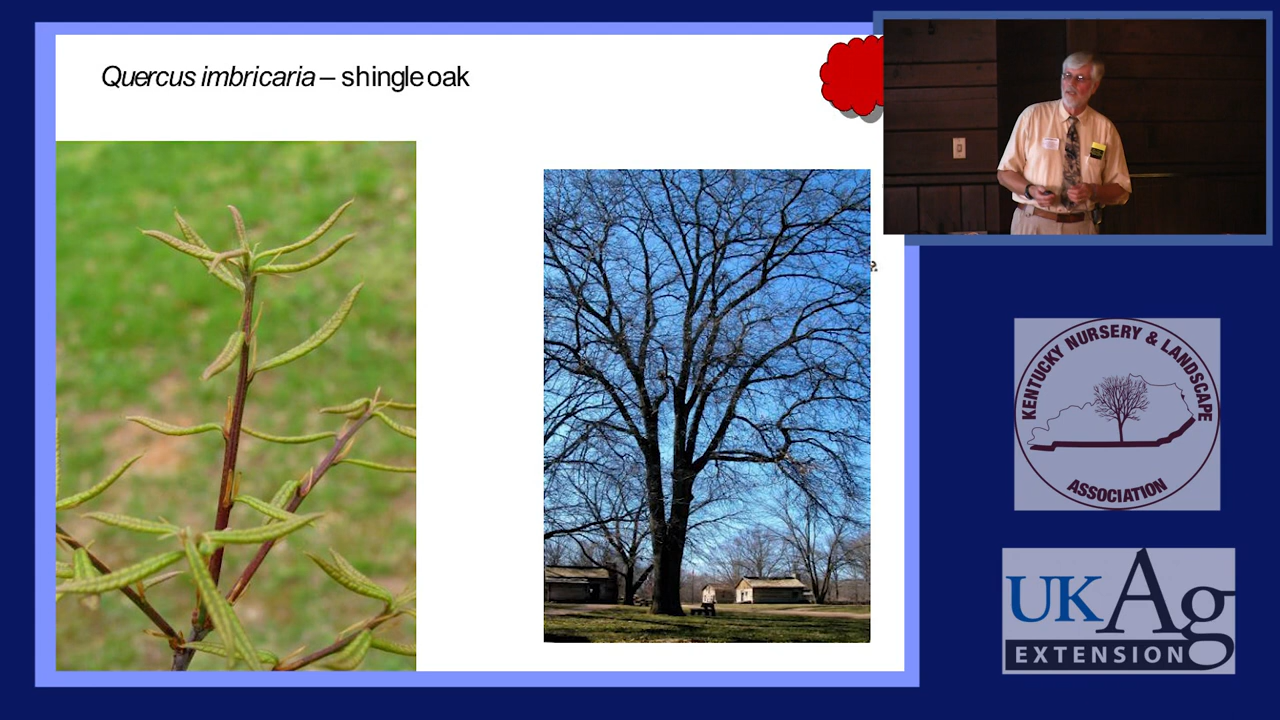 Quercus imbricaria – shingle oak
KENTUCKY NURSERY & LANDSCAPE
ASSOCIATION
UKAg
EXTENSION